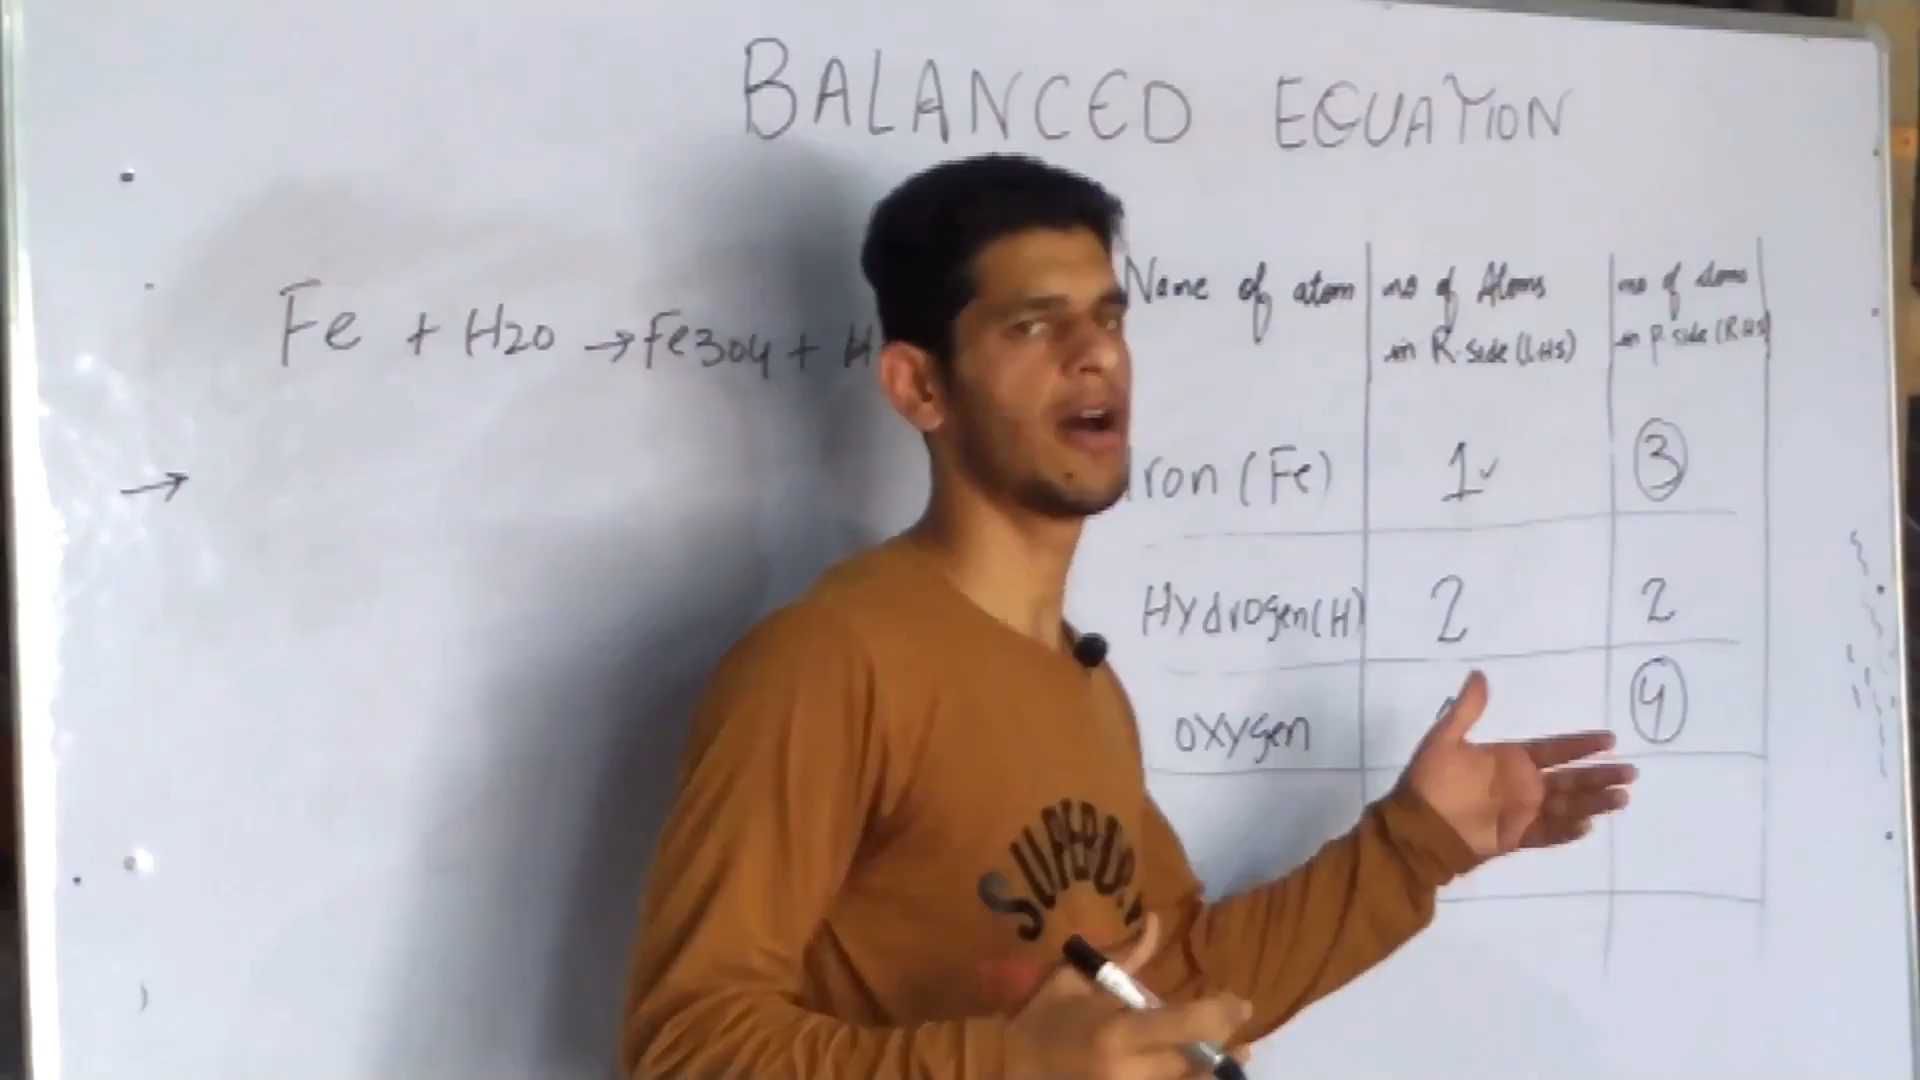 BALANCED EQUATION
Fe + H2O → Fe3O4 + H
Name of atom
no of Atoms
in R side (LHS)
no of atoms
in P side (RHS)
Iron (Fe) 1✓ 3
Hydrogen(H) 2 2
oxygen 4
SUPERDR